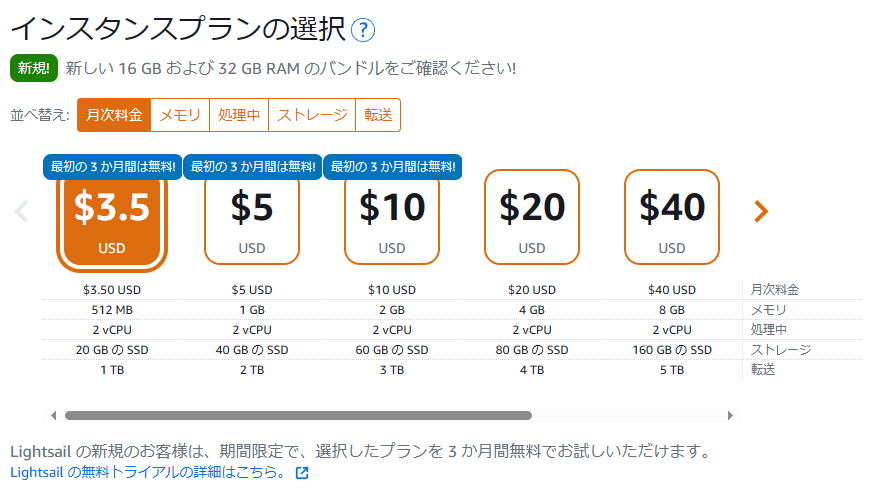 インスタンスプランの選択 ?
新規! 新しい 16 GB および 32 GB RAM のバンドルをご確認ください!
並べ替え: 月次料金 メモリ 処理中 ストレージ 転送
最初の 3 か月間は無料! 最初の 3 か月間は無料! 最初の 3 か月間は無料!
$3.5 $5 $10 $20 $40
USD USD USD USD USD
$3.50 USD $5 USD $10 USD $20 USD $40 USD 月次料金
512 MB 1 GB 2 GB 4 GB 8 GB メモリ
2 vCPU 2 vCPU 2 vCPU 2 vCPU 2 vCPU 処理中
20 GB の SSD 40 GB の SSD 60 GB の SSD 80 GB の SSD 160 GB の SSD ストレージ
1 TB 2 TB 3 TB 4 TB 5 TB 転送
Lightsail の新規のお客様は、期間限定で、選択したプランを 3 か月間無料でお試しいただけます。
Lightsail の無料トライアルの詳細はこちら。